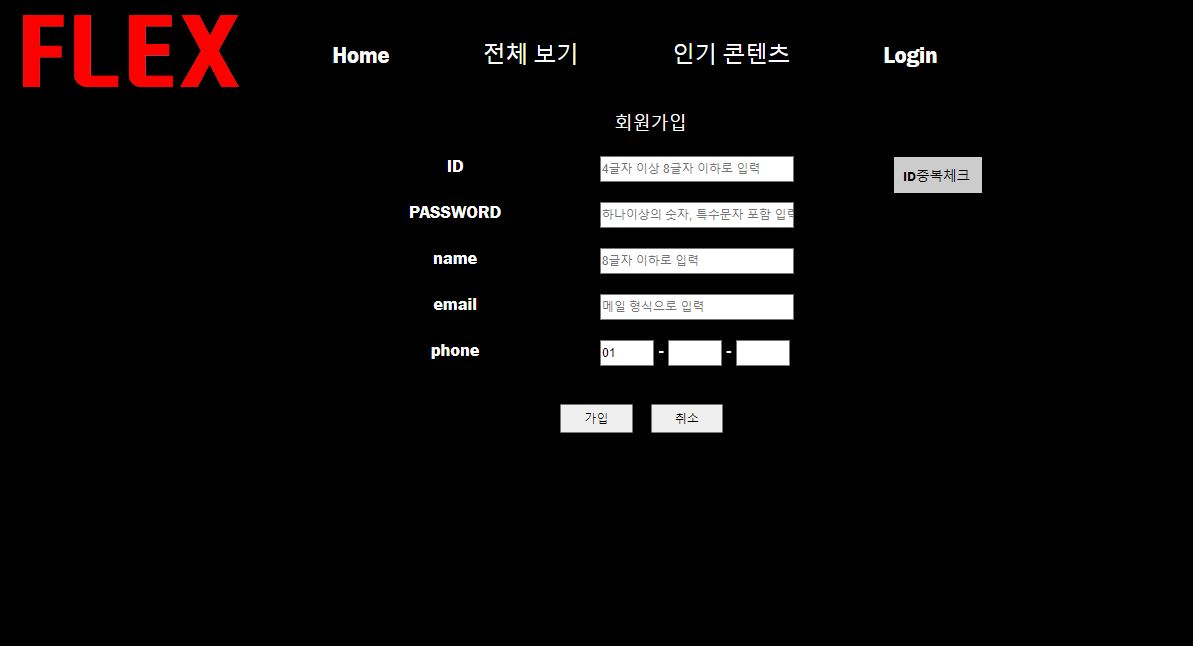 FLEX
Home 전체 보기 인기 콘텐츠 Login
회원가입
ID 4글자 이상 8글자 이하로 입력 ID중복체크
PASSWORD 하나이상의 숫자, 특수문자 포함 입력
name 8글자 이하로 입력
email 메일 형식으로 입력
phone 01 - -
가입 취소